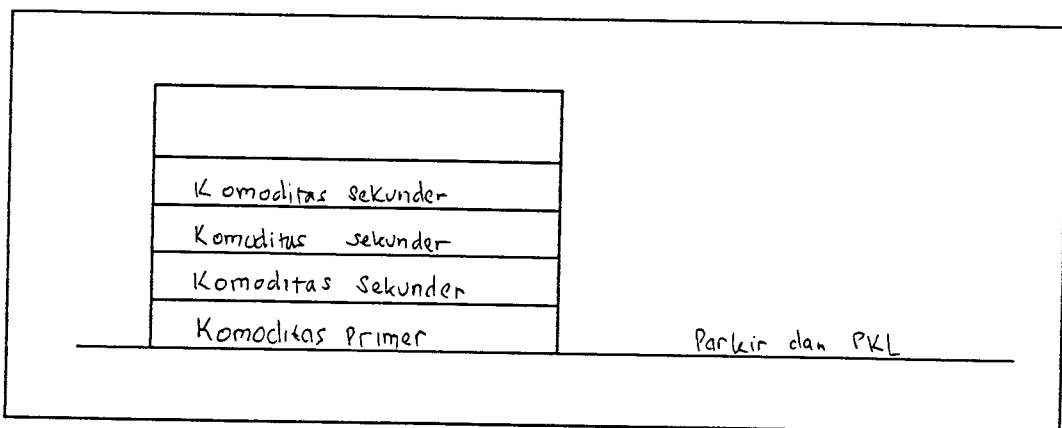 Komoditas sekunder
Komoditas sekunder
Komoditas Sekunder
Komoditas Primer
Parkir dan PKL